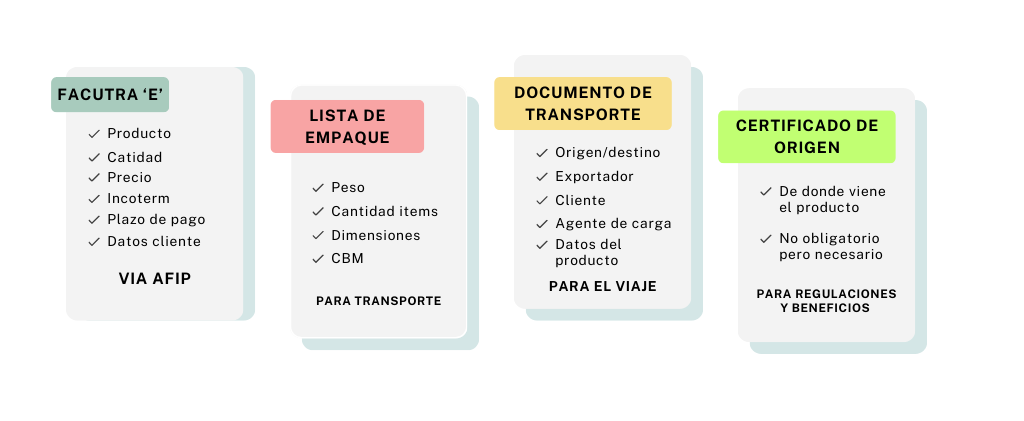 FACUTRA ‘E’
Producto
Catidad
Precio
Incoterm
Plazo de pago
Datos cliente
VIA AFIP
LISTA DE
EMPAQUE
Peso
Cantidad items
Dimensiones
CBM
PARA TRANSPORTE
DOCUMENTO DE
TRANSPORTE
Origen/destino
Exportador
Cliente
Agente de carga
Datos del
producto
PARA EL VIAJE
CERTIFICADO DE
ORIGEN
De donde viene
el producto
No obligatorio
pero necesario
PARA REGULACIONES
Y BENEFICIOS